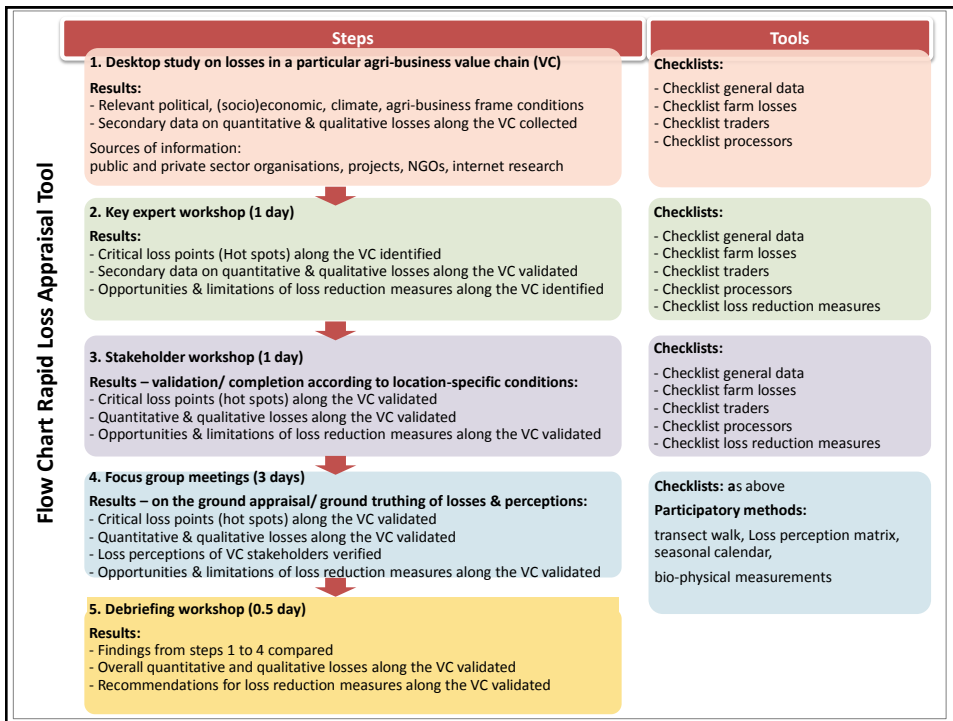 Flow Chart Rapid Loss Appraisal Tool
Steps
Tools
1. Desktop study on losses in a particular agri-business value chain (VC)
Results:
- Relevant political, (socio)economic, climate, agri-business frame conditions
- Secondary data on quantitative & qualitative losses along the VC collected
Sources of information:
public and private sector organisations, projects, NGOs, internet research
Checklists:
- Checklist general data
- Checklist farm losses
- Checklist traders
- Checklist processors
2. Key expert workshop (1 day)
Results:
- Critical loss points (Hot spots) along the VC identified
- Secondary data on quantitative & qualitative losses along the VC validated
- Opportunities & limitations of loss reduction measures along the VC identified
Checklists:
- Checklist general data
- Checklist farm losses
- Checklist traders
- Checklist processors
- Checklist loss reduction measures
3. Stakeholder workshop (1 day)
Results – validation/ completion according to location-specific conditions:
- Critical loss points (hot spots) along the VC validated
- Quantitative & qualitative losses along the VC validated
- Opportunities & limitations of loss reduction measures along the VC validated
Checklists:
- Checklist general data
- Checklist farm losses
- Checklist traders
- Checklist processors
- Checklist loss reduction measures
4. Focus group meetings (3 days)
Results – on the ground appraisal/ ground truthing of losses & perceptions:
- Critical loss points (hot spots) along the VC validated
- Quantitative & qualitative losses along the VC validated
- Loss perceptions of VC stakeholders verified
- Opportunities & limitations of loss reduction measures along the VC validated
Checklists: as above
Participatory methods:
transect walk, Loss perception matrix,
seasonal calendar,
bio-physical measurements
5. Debriefing workshop (0.5 day)
Results:
- Findings from steps 1 to 4 compared
- Overall quantitative and qualitative losses along the VC validated
- Recommendations for loss reduction measures along the VC validated